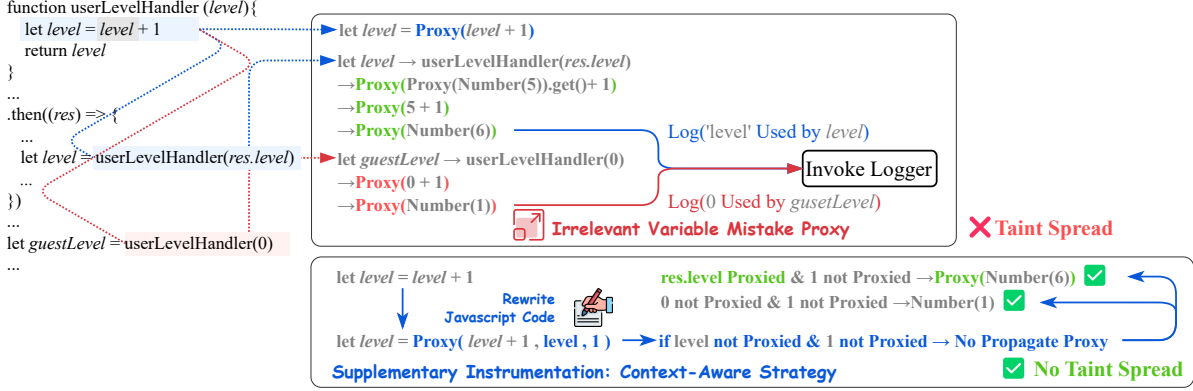 function userLevelHandler (level){
let level = level + 1
return level
}
...
.then((res) => {
...
let level = userLevelHandler(res.level)
...
})
...
let guestLevel = userLevelHandler(0)
...
let level = Proxy(level + 1)
let level → userLevelHandler(res.level)
→Proxy(Proxy(Number(5)).get()+ 1)
→Proxy(5 + 1)
→Proxy(Number(6))
let guestLevel → userLevelHandler(0)
→Proxy(0 + 1)
→Proxy(Number(1))
Log('level' Used by level)
Invoke Logger
Log(0 Used by gusetLevel)
Irrelevant Variable Mistake Proxy
Taint Spread
let level = level + 1
Rewrite
Javascript Code
let level = Proxy( level + 1 , level , 1 )
res.level Proxied & 1 not Proxied →Proxy(Number(6))
0 not Proxied & 1 not Proxied →Number(1)
if level not Proxied & 1 not Proxied → No Propagate Proxy
Supplementary Instrumentation: Context-Aware Strategy
No Taint Spread